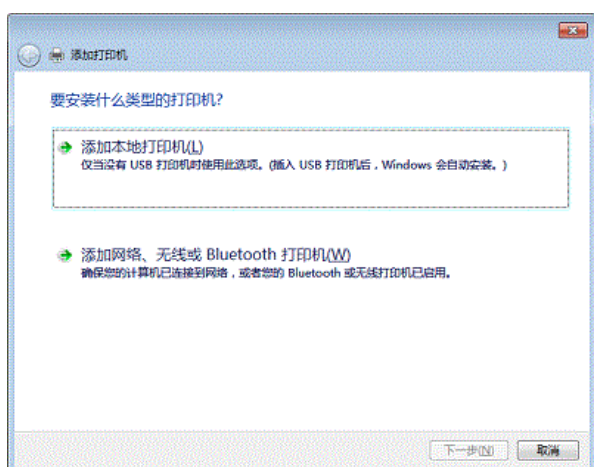 添加打印机
要安装什么类型的打印机?
添加本地打印机(L)
仅当没有 USB 打印机时使用此选项。(插入 USB 打印机后，Windows 会自动安装。)
添加网络、无线或 Bluetooth 打印机(W)
确保您的计算机已连接到网络，或者您的 Bluetooth 或无线打印机已启用。
下一步(N)
取消